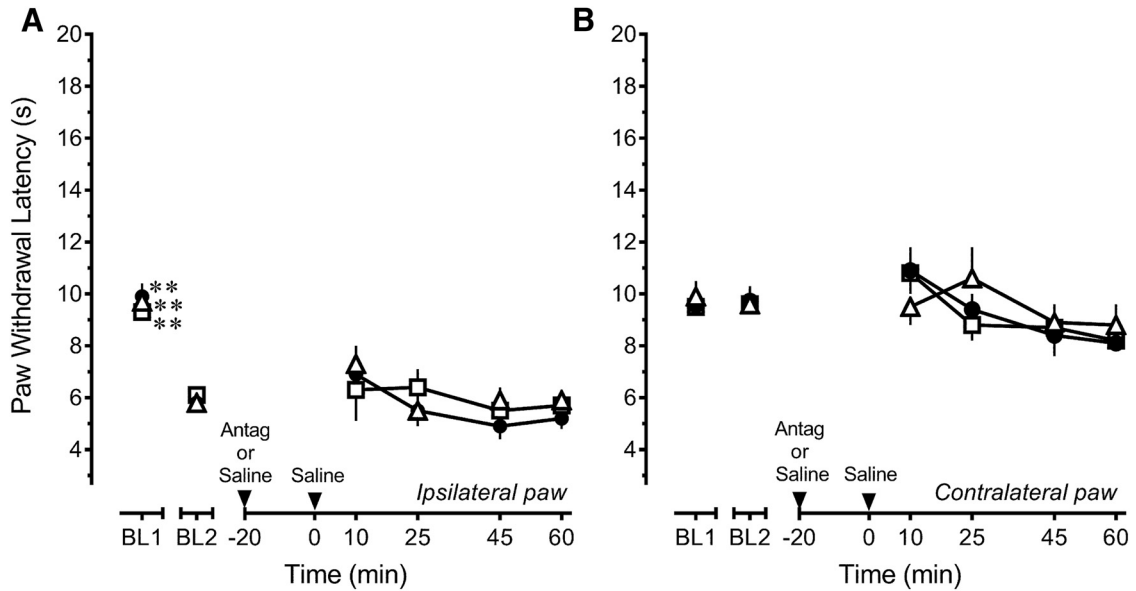 A
Paw Withdrawal Latency (s)
20
18
16
14
12
10
8
6
4
**
**
**
Antag
or
Saline
Saline
Ipsilateral paw
BL1 BL2 -20 0 10 25 45 60
Time (min)
B
20
18
16
14
12
10
8
6
4
Antag
or
Saline
Saline
Contralateral paw
BL1 BL2 -20 0 10 25 45 60
Time (min)